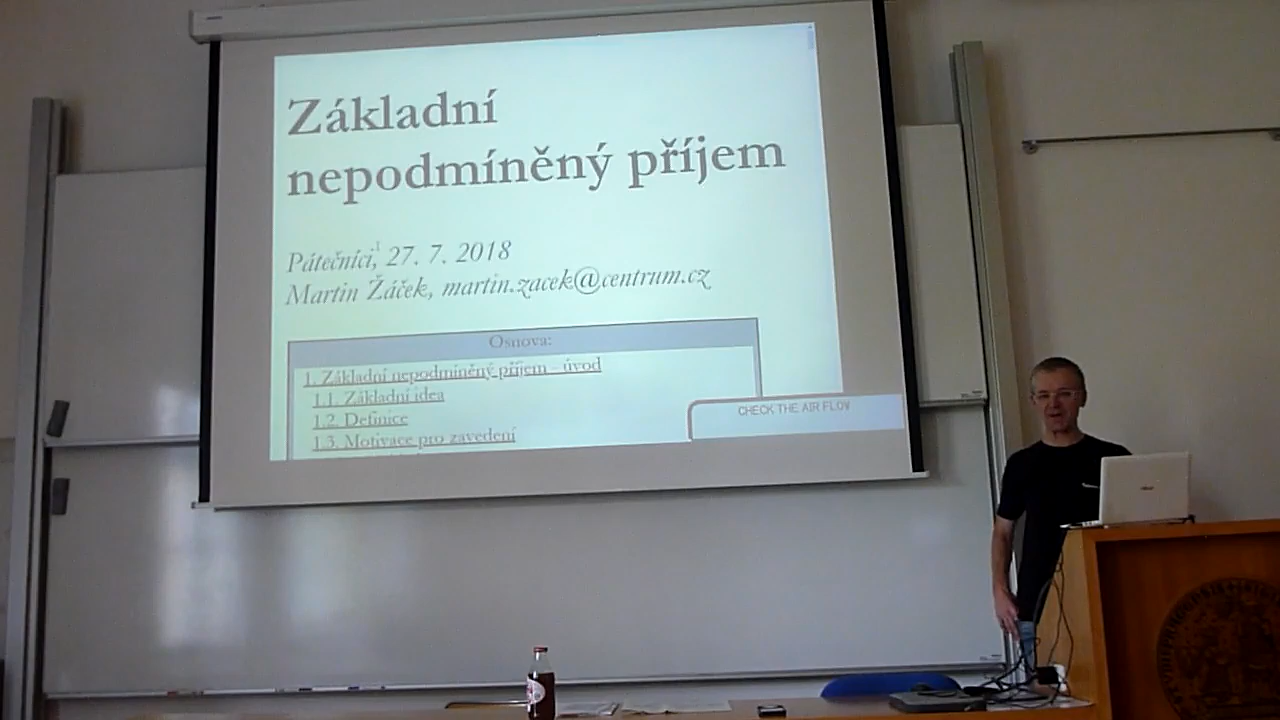 Základní
nepodmíněný příjem
Pátečníci,1 27. 7. 2018
Martin Žáček, martin.zacek@centrum.cz
Osnova:
1. Základní nepodmíněný příjem - úvod
1.1. Základní idea
1.2. Definice
1.3. Motivace pro zavedení
CHECK THE AIR FLOW